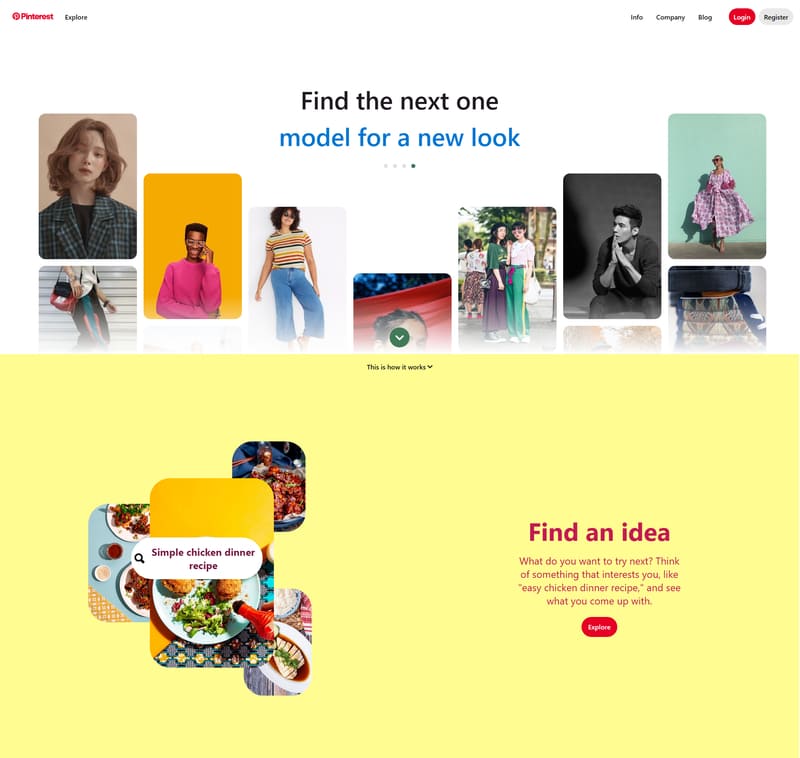 Pinterest
Explore
Info
Company
Blog
Login
Register
Find the next one
model for a new look
This is how it works
Simple chicken dinner
recipe
Find an idea
What do you want to try next? Think
of something that interests you, like
"easy chicken dinner recipe," and see
what you come up with.
Explore